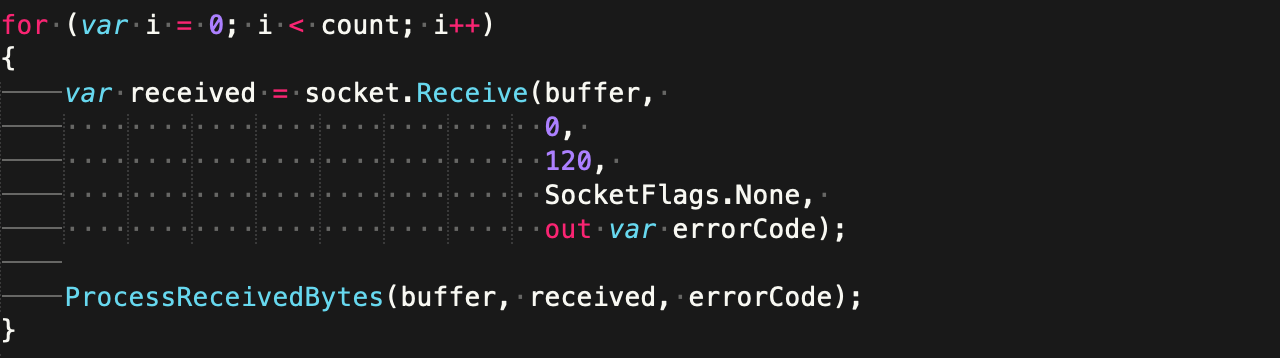 for (var i = 0; i < count; i++)
{
    var received = socket.Receive(buffer, 
                                  0, 
                                  120, 
                                  SocketFlags.None, 
                                  out var errorCode);
    
    ProcessReceivedBytes(buffer, received, errorCode);
}